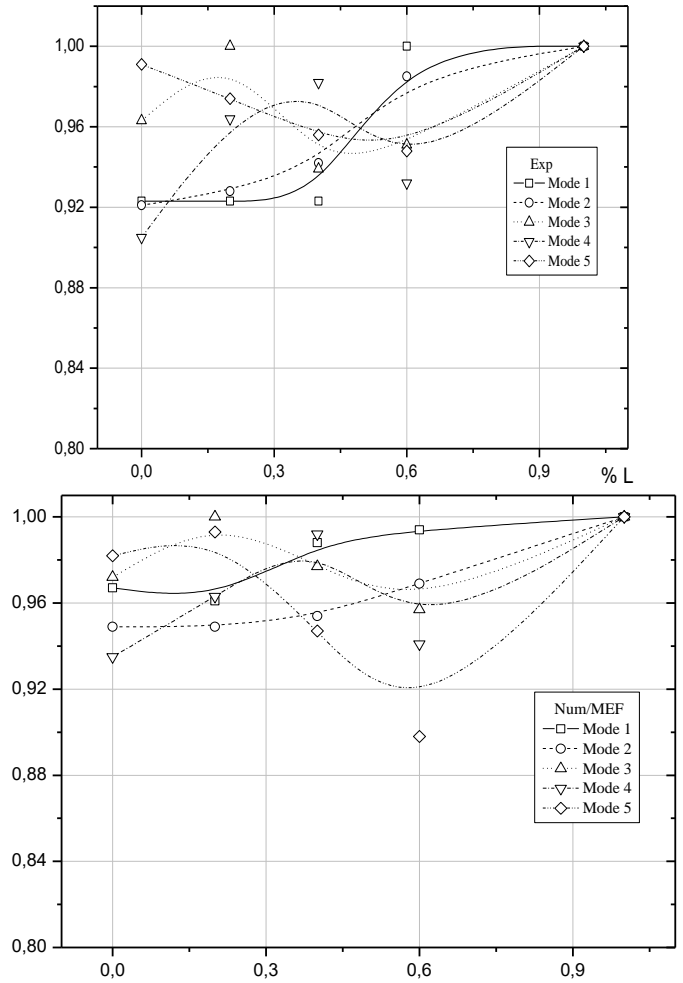 1,00
0,96
0,92
0,88
0,84
0,80
Exp
Mode 1
Mode 2
Mode 3
Mode 4
Mode 5
0,0 0,3 0,6 0,9 % L
1,00
0,96
0,92
0,88
0,84
0,80
Num/MEF
Mode 1
Mode 2
Mode 3
Mode 4
Mode 5
0,0 0,3 0,6 0,9